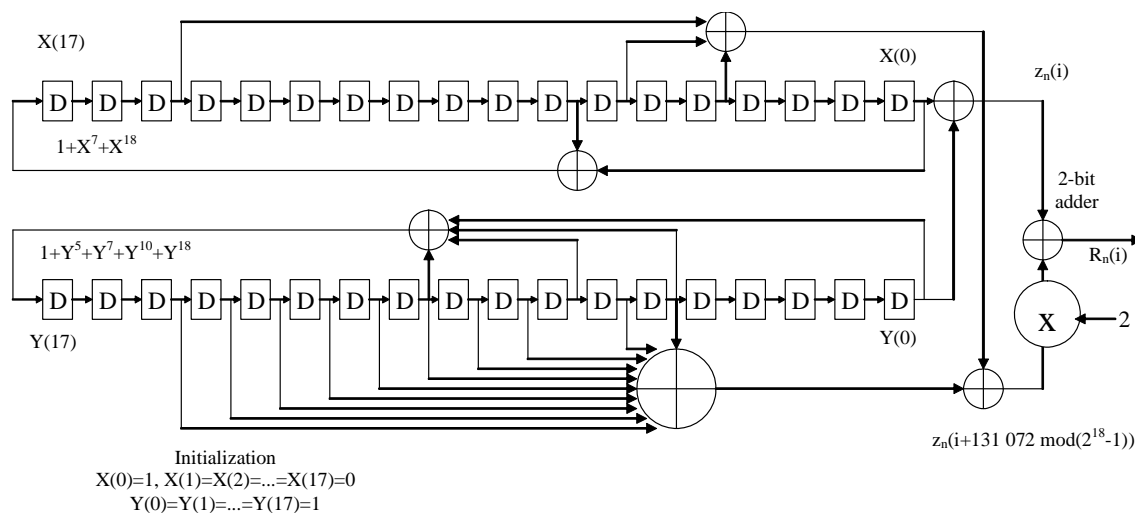 X(17)
X(0)
z_n(i)
D D D D D D D D D D D D D D D D D D
1+X^7+X^18
2-bit
adder
R_n(i)
1+Y^5+Y^7+Y^10+Y^18
D D D D D D D D D D D D D D D D D D
Y(17)
Y(0)
X
2
z_n(i+131 072 mod(2^18-1))
Initialization
X(0)=1, X(1)=X(2)=...=X(17)=0
Y(0)=Y(1)=...=Y(17)=1